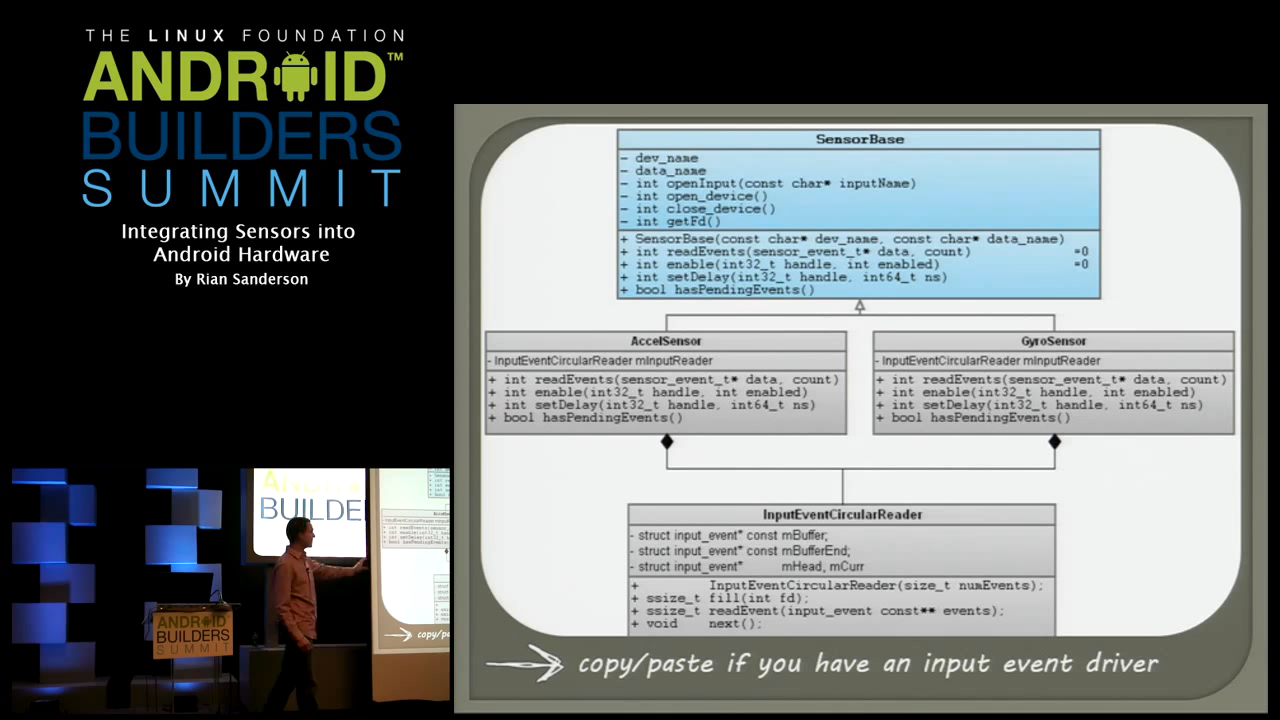 THE LINUX FOUNDATION
ANDROID™
BUILDERS
SUMMIT
Integrating Sensors into
Android Hardware
By Rian Sanderson
SensorBase
- dev_name
- data_name
- int openInput(const char* inputName)
- int open_device()
- int close_device()
- int getFd()
+ SensorBase(const char* dev_name, const char* data_name)
+ int readEvents(sensor_event_t* data, count) =0
+ int enable(int32_t handle, int enabled) =0
+ int setDelay(int32_t handle, int64_t ns)
+ bool hasPendingEvents()
AccelSensor
- InputEventCircularReader mInputReader
+ int readEvents(sensor_event_t* data, count)
+ int enable(int32_t handle, int enabled)
+ int setDelay(int32_t handle, int64_t ns)
+ bool hasPendingEvents()
GyroSensor
- InputEventCircularReader mInputReader
+ int readEvents(sensor_event_t* data, count)
+ int enable(int32_t handle, int enabled)
+ int setDelay(int32_t handle, int64_t ns)
+ bool hasPendingEvents()
InputEventCircularReader
- struct input_event* const mBuffer;
- struct input_event* const mBufferEnd;
- struct input_event* mHead, mCurr
+ InputEventCircularReader(size_t numEvents);
+ ssize_t fill(int fd);
+ ssize_t readEvent(input_event const** events);
+ void next();
copy/paste if you have an input event driver
BUILDE
copy/pa
ANDROID
BUILDERS
SUMMIT